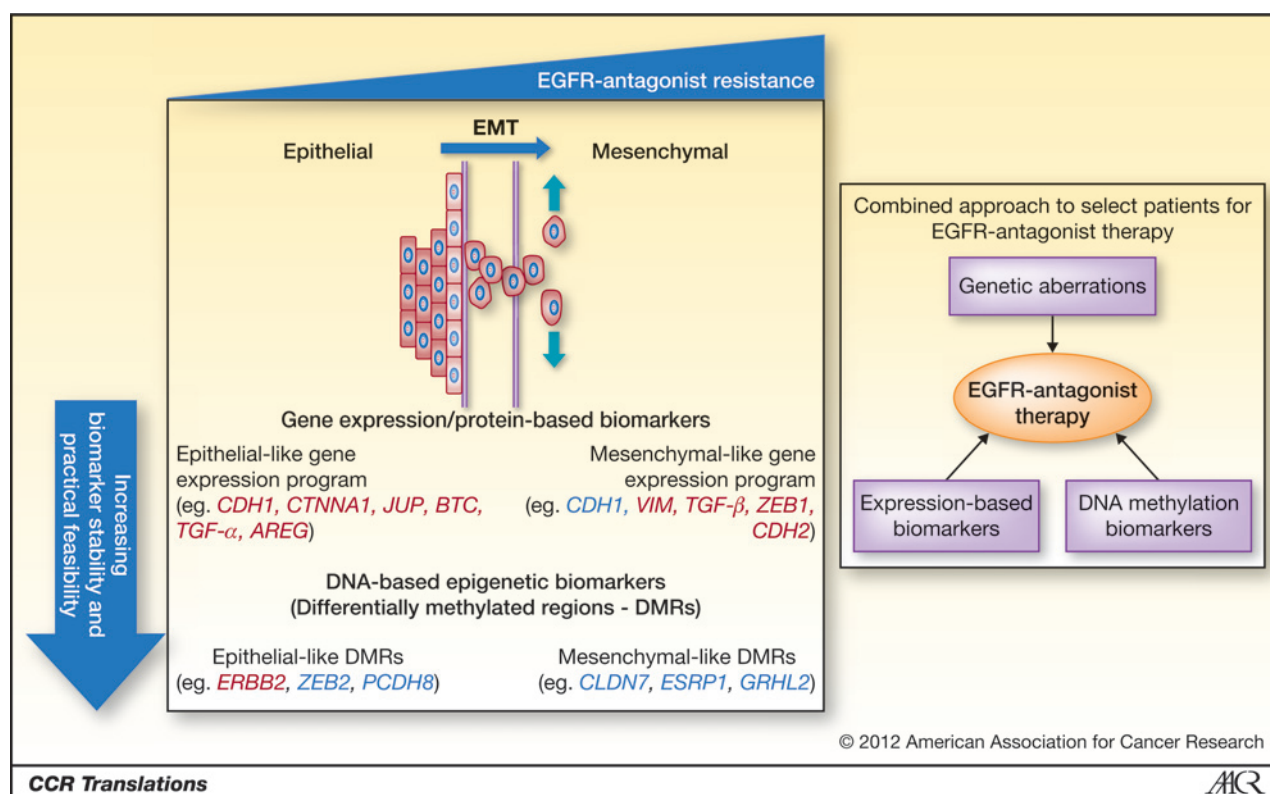 EGFR-antagonist resistance
EMT
Epithelial
Mesenchymal
Gene expression/protein-based biomarkers
Epithelial-like gene
expression program
(eg. CDH1, CTNNA1, JUP, BTC,
TGF-α, AREG)
Mesenchymal-like gene
expression program
(eg. CDH1, VIM, TGF-β, ZEB1,
CDH2)
DNA-based epigenetic biomarkers
(Differentially methylated regions - DMRs)
Epithelial-like DMRs
(eg. ERBB2, ZEB2, PCDH8)
Mesenchymal-like DMRs
(eg. CLDN7, ESRP1, GRHL2)
Increasing
biomarker stability and
practical feasibility
Combined approach to select patients for
EGFR-antagonist therapy
Genetic aberrations
EGFR-antagonist
therapy
Expression-based
biomarkers
DNA methylation
biomarkers
© 2012 American Association for Cancer Research
CCR Translations
AACR